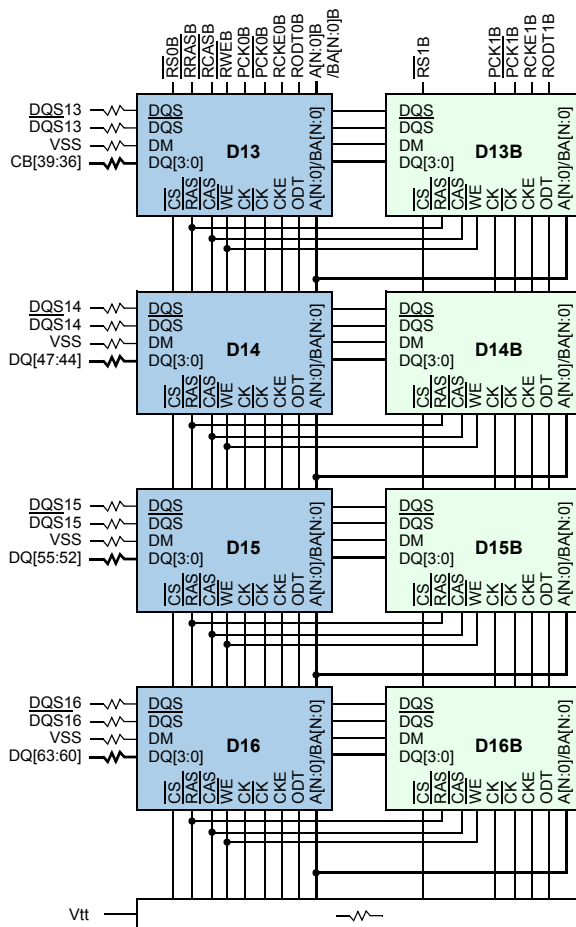 RS0B
RRASB
RCASB
RWEB
PCK0B
PCK0B
RCKE0B
RODT0B
A[N:0]B
/BA[N:0]B
RS1B
PCK1B
PCK1B
RCKE1B
RODT1B
DQS13
DQS13
VSS
CB[39:36]
DQS
DQS
DM
DQ[3:0]
D13
CS
RAS
CAS
WE
CK
CK
CKE
ODT
A[N:0]/BA[N:0]
DQS
DQS
DM
DQ[3:0]
D13B
CS
RAS
CAS
WE
CK
CK
CKE
ODT
A[N:0]/BA[N:0]
DQS14
DQS14
VSS
DQ[47:44]
DQS
DQS
DM
DQ[3:0]
D14
CS
RAS
CAS
WE
CK
CK
CKE
ODT
A[N:0]/BA[N:0]
DQS
DQS
DM
DQ[3:0]
D14B
CS
RAS
CAS
WE
CK
CK
CKE
ODT
A[N:0]/BA[N:0]
DQS15
DQS15
VSS
DQ[55:52]
DQS
DQS
DM
DQ[3:0]
D15
CS
RAS
CAS
WE
CK
CK
CKE
ODT
A[N:0]/BA[N:0]
DQS
DQS
DM
DQ[3:0]
D15B
CS
RAS
CAS
WE
CK
CK
CKE
ODT
A[N:0]/BA[N:0]
DQS16
DQS16
VSS
DQ[63:60]
DQS
DQS
DM
DQ[3:0]
D16
CS
RAS
CAS
WE
CK
CK
CKE
ODT
A[N:0]/BA[N:0]
DQS
DQS
DM
DQ[3:0]
D16B
CS
RAS
CAS
WE
CK
CK
CKE
ODT
A[N:0]/BA[N:0]
Vtt